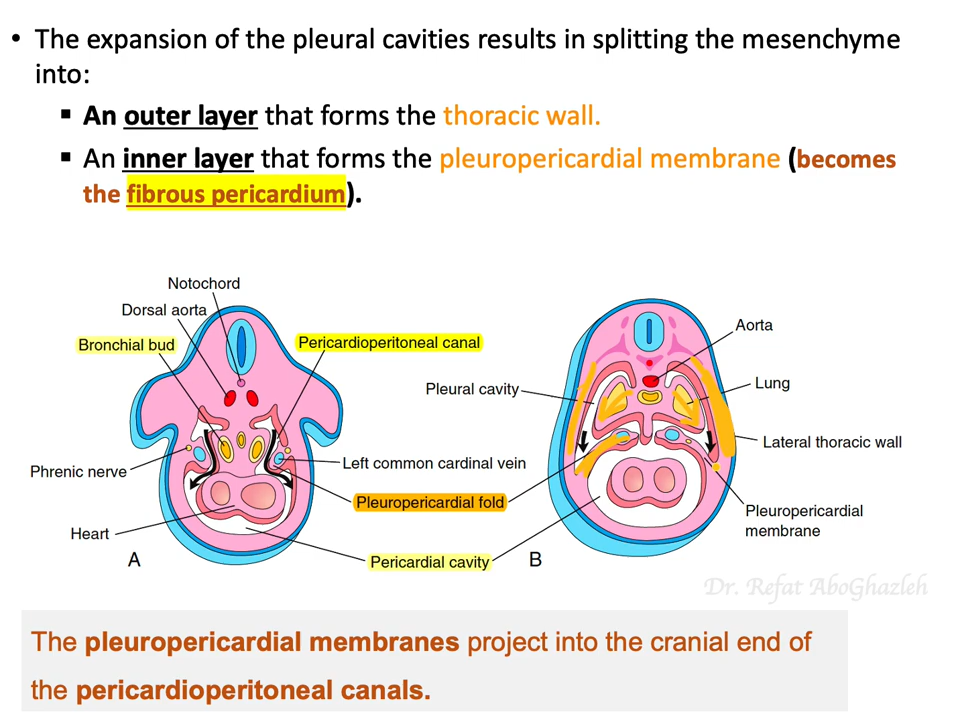 • The expansion of the pleural cavities results in splitting the mesenchyme
into:
▪ An outer layer that forms the thoracic wall.
▪ An inner layer that forms the pleuropericardial membrane (becomes
the fibrous pericardium).
Notochord
Dorsal aorta
Bronchial bud
Pericardioperitoneal canal
Phrenic nerve
Left common cardinal vein
Pleuropericardial fold
Heart
Pericardial cavity
A
Aorta
Pleural cavity
Lung
Lateral thoracic wall
Pleuropericardial
membrane
B
Dr. Refat AboGhazleh
The pleuropericardial membranes project into the cranial end of
the pericardioperitoneal canals.